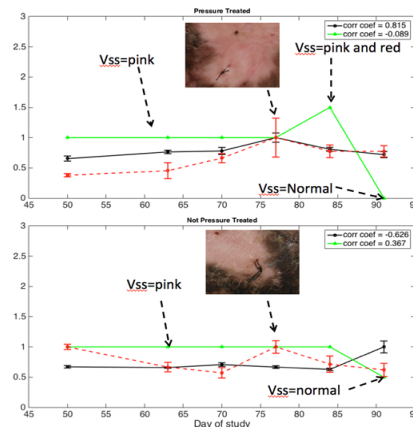 Pressure Treated
3
corr coef = 0.815
corr coef = -0.089
Vss=pink and red
Vss=pink
2.5
2
1.5
1
0.5
Vss=Normal
0
45 50 55 60 65 70 75 80 85 90 95
Not Pressure Treated
3
corr coef = -0.626
corr coef = 0.367
2.5
Vss=pink
2
1.5
1
0.5
Vss=normal
0
45 50 55 60 65 70 75 80 85 90 95
Day of study